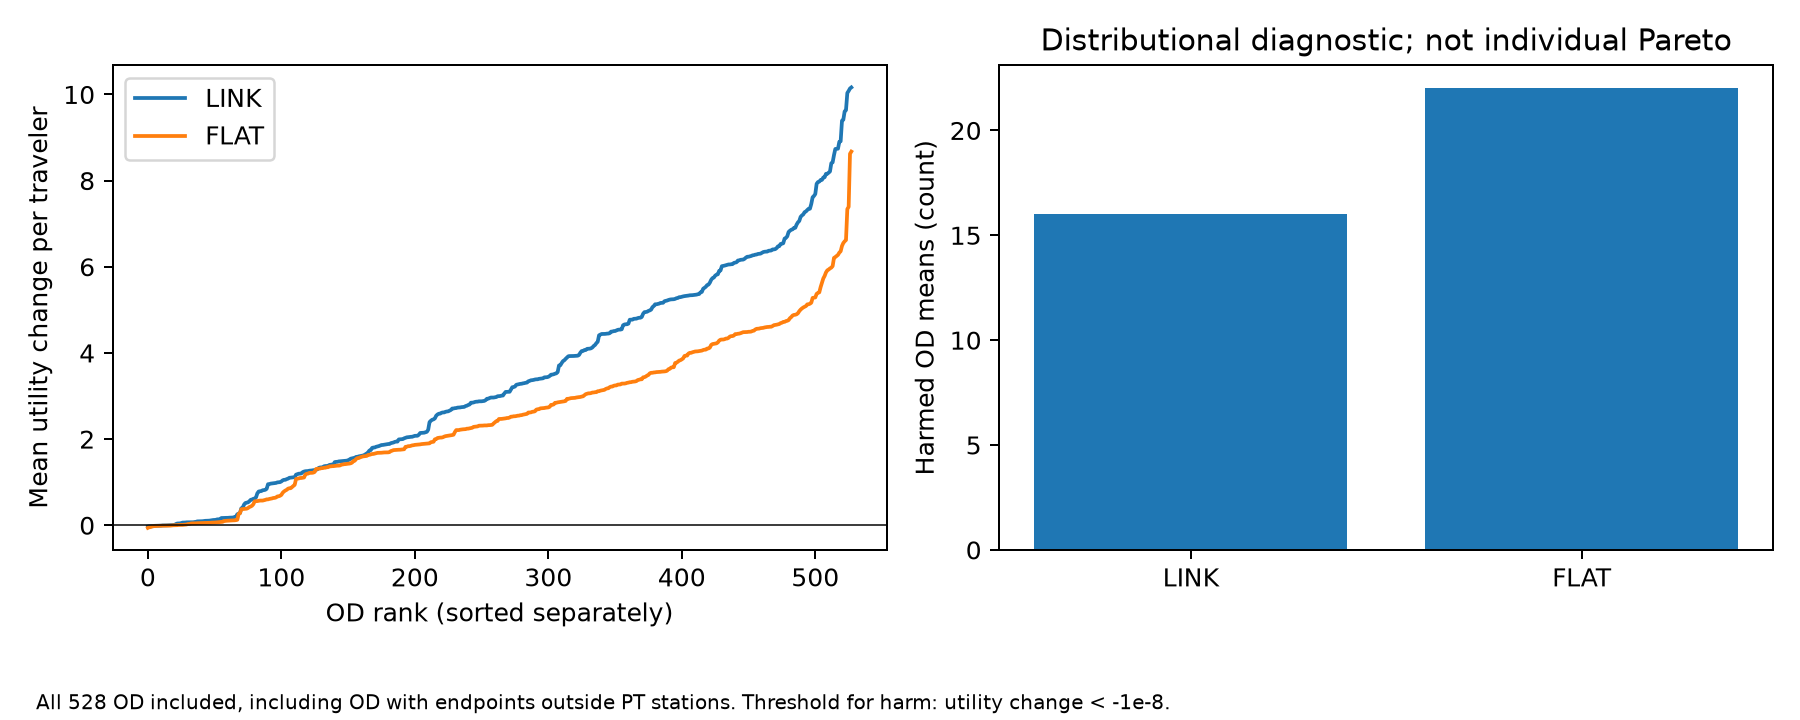 Distributional diagnostic; not individual Pareto
LINK
FLAT
Mean utility change per traveler
10
8
6
4
2
0
0 100 200 300 400 500
OD rank (sorted separately)
Harmed OD means (count)
20
15
10
5
0
LINK FLAT
All 528 OD included, including OD with endpoints outside PT stations. Threshold for harm: utility change < -1e-8.